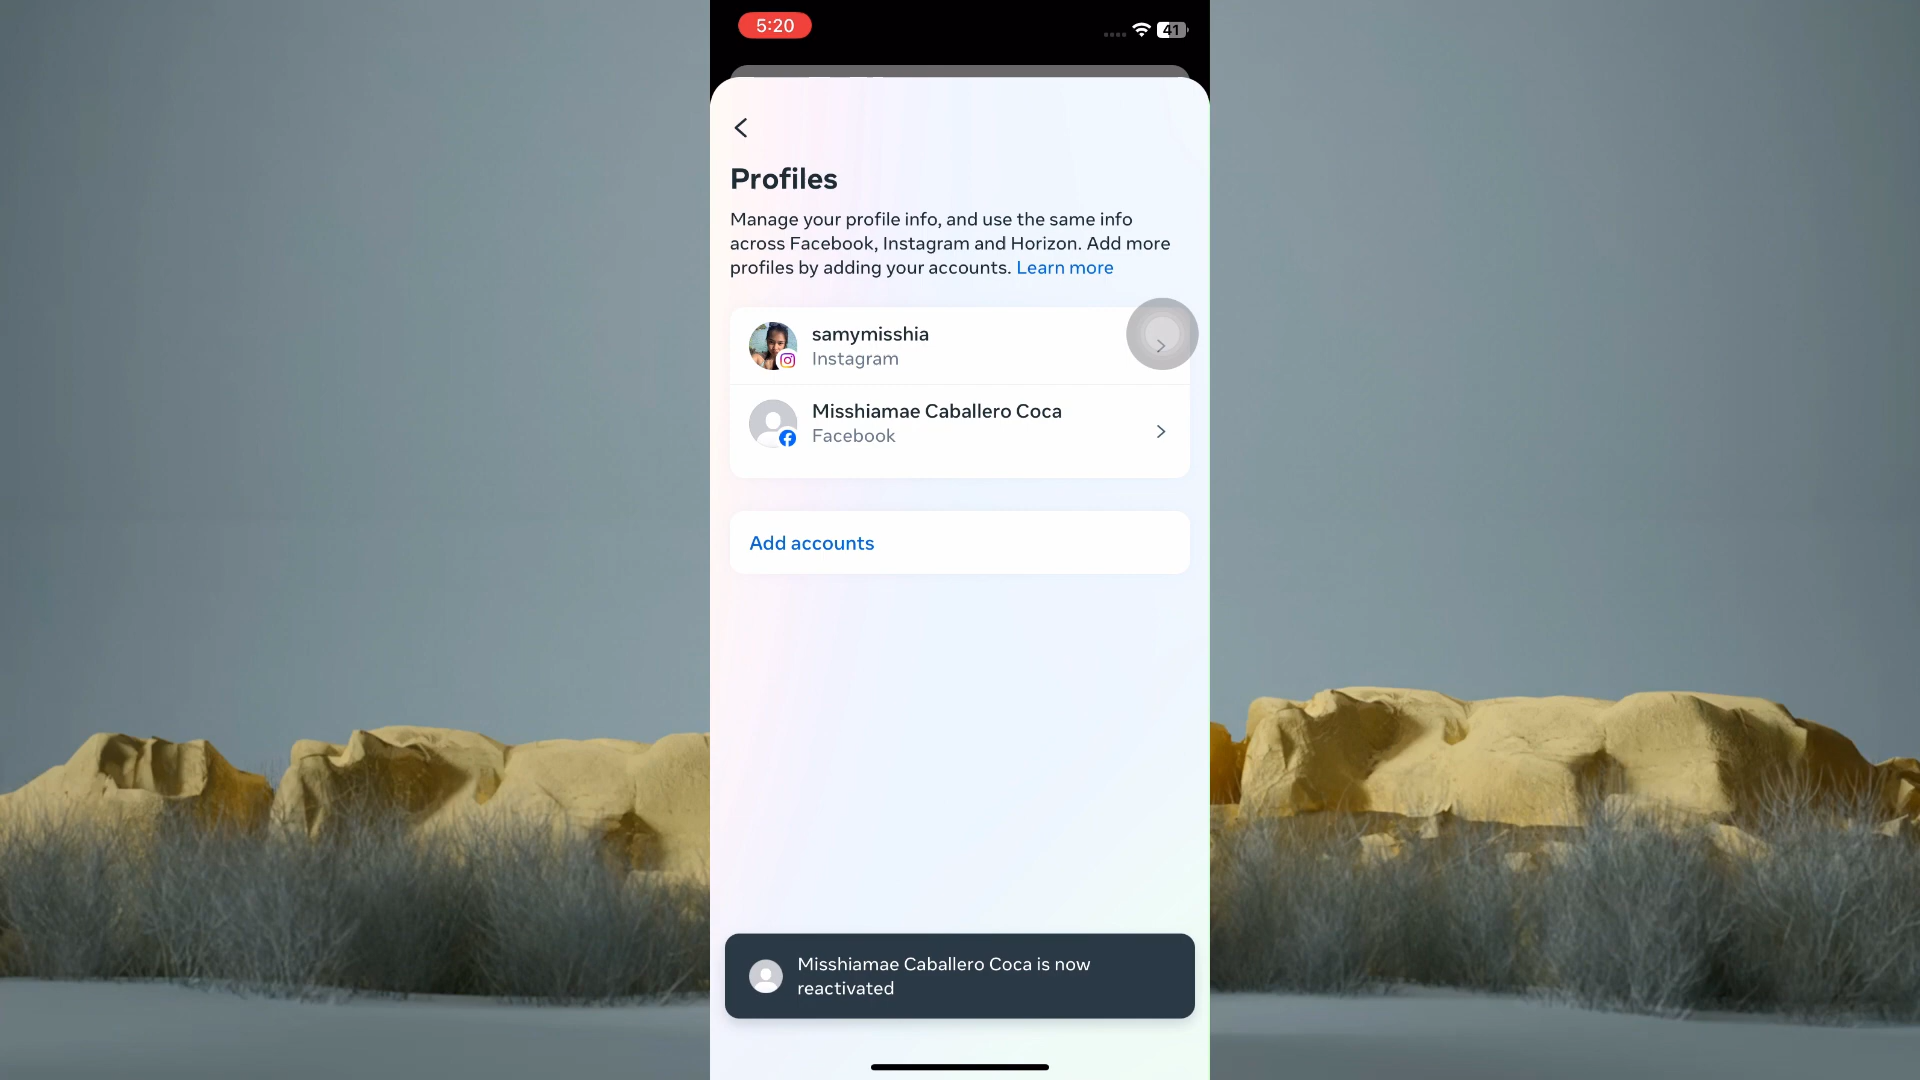 5:20
41
Profiles
Manage your profile info, and use the same info
across Facebook, Instagram and Horizon. Add more
profiles by adding your accounts. Learn more
samymisshia
Instagram
Misshiamae Caballero Coca
Facebook
Add accounts
Misshiamae Caballero Coca is now
reactivated